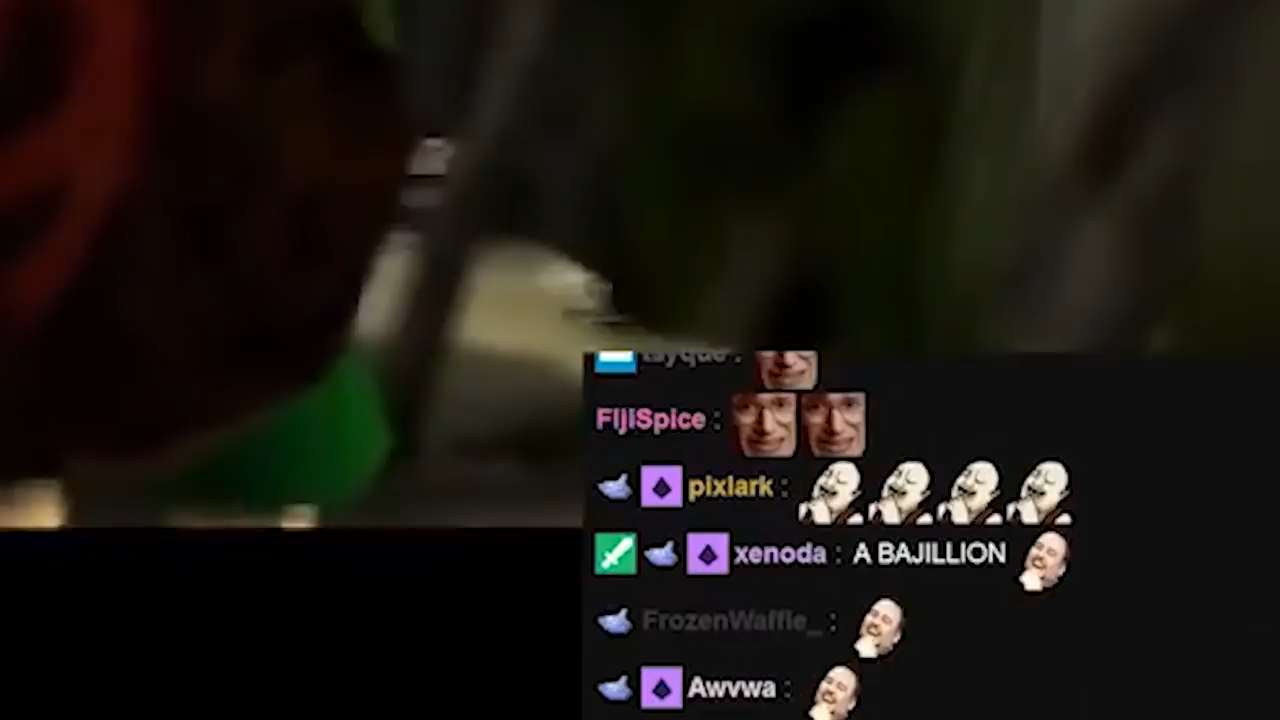 FijiSpice :
pixlark :
xenoda : A BAJILLION
FrozenWaffle_ :
Awvwa :